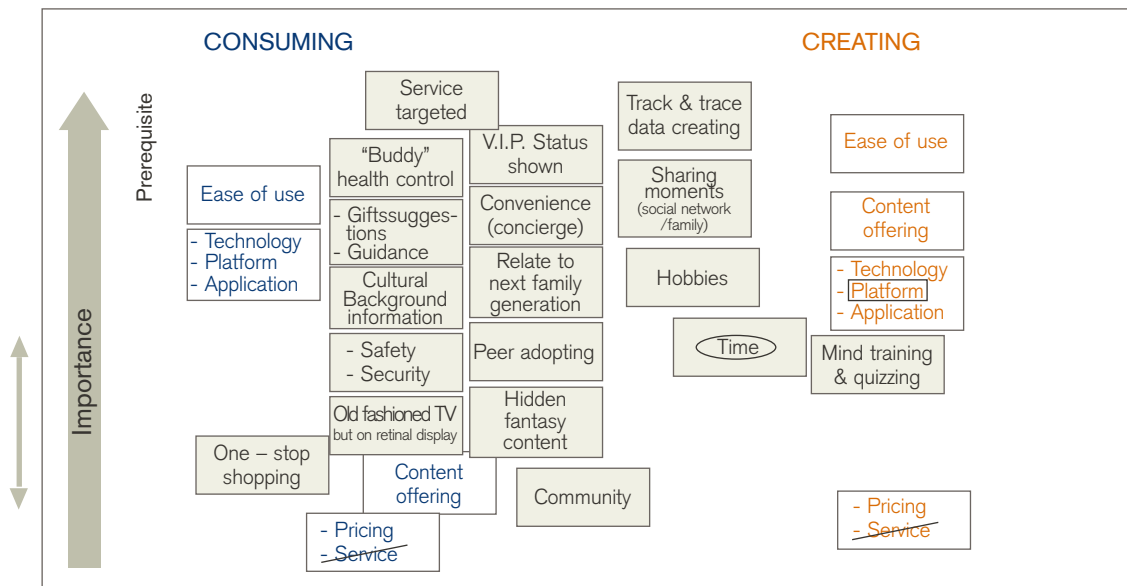 CONSUMING
CREATING
Prerequisite
Importance
Service
targeted
Track & trace
data creating
"Buddy"
health control
V.I.P. Status
shown
Ease of use
Ease of use
Sharing
moments
(social network
/family)
- Giftssugges-
tions
- Guidance
Convenience
(concierge)
Content
offering
- Technology
- Platform
- Application
Cultural
Background
information
Relate to
next family
generation
Hobbies
- Technology
- Platform
- Application
- Safety
- Security
Peer adopting
Time
Mind training
& quizzing
Old fashioned TV
but on retinal display
Hidden
fantasy
content
One – stop
shopping
Content
offering
Community
- Pricing
- Service
- Pricing
- Service